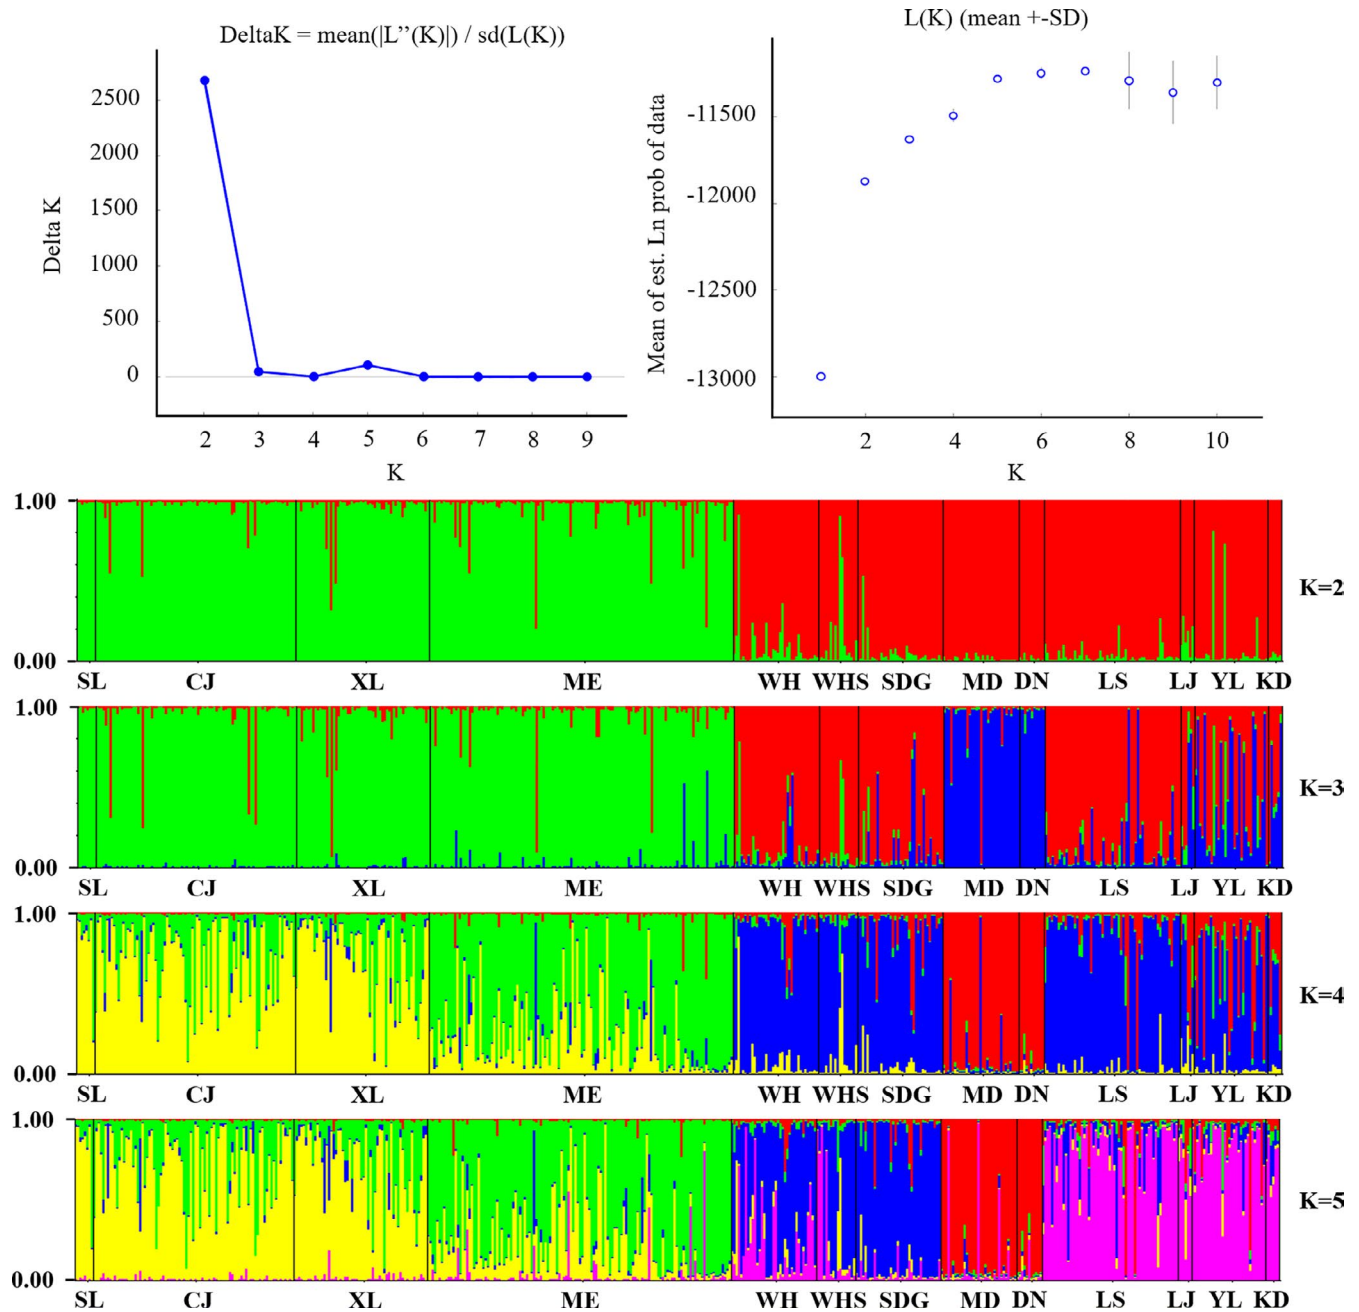 DeltaK = mean(|L’’(K)|) / sd(L(K))
Delta K
2500
2000
1500
1000
500
0
2 3 4 5 6 7 8 9
K
L(K) (mean +-SD)
Mean of est. Ln prob of data
-11500
-12000
-12500
-13000
2 4 6 8 10
K
1.00
K=2
0.00
SL CJ XL ME WH WHS SDG MD DN LS LJ YL KD
1.00
K=3
0.00
SL CJ XL ME WH WHS SDG MD DN LS LJ YL KD
1.00
K=4
0.00
SL CJ XL ME WH WHS SDG MD DN LS LJ YL KD
1.00
K=5
0.00
SL CJ XL ME WH WHS SDG MD DN LS LJ YL KD